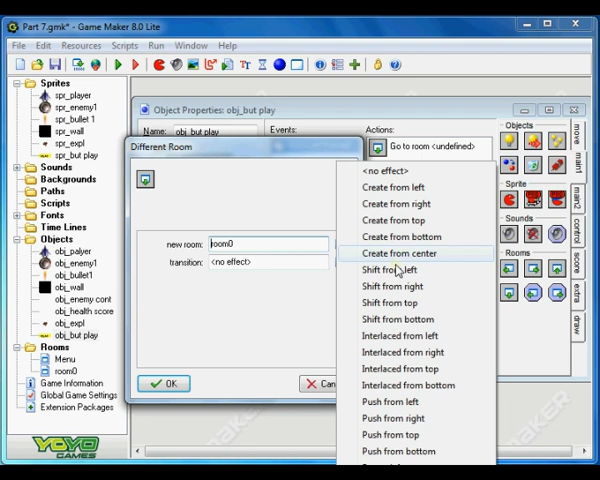 Part 7.gmk* - Game Maker 8.0 Lite
File Edit Resources Scripts Run Window Help
Sprites
spr_player
spr_enemy1
spr_bullet 1
spr_wall
spr_expl
spr_but play
Sounds
Backgrounds
Paths
Scripts
Fonts
Time Lines
Objects
obj_palyer
obj_enemy1
obj_bullet1
obj_wall
obj_enemy cont
obj_health score
obj_expl
obj_but play
Rooms
Menu
room0
Game Information
Global Game Settings
Extension Packages
YOYO
GAMES
Object Properties: obj_but play
Name: obj_but play
Events:
Actions:
Go to room <undefined>
Different Room
new room: room0
transition: <no effect>
OK
Can
<no effect>
Create from left
Create from right
Create from top
Create from bottom
Create from center
Shift from left
Shift from right
Shift from top
Shift from bottom
Interlaced from left
Interlaced from right
Interlaced from top
Interlaced from bottom
Push from left
Push from right
Push from top
Push from bottom
Objects
Sprite
Sounds
Rooms
move
main1
main2
control
score
extra
draw